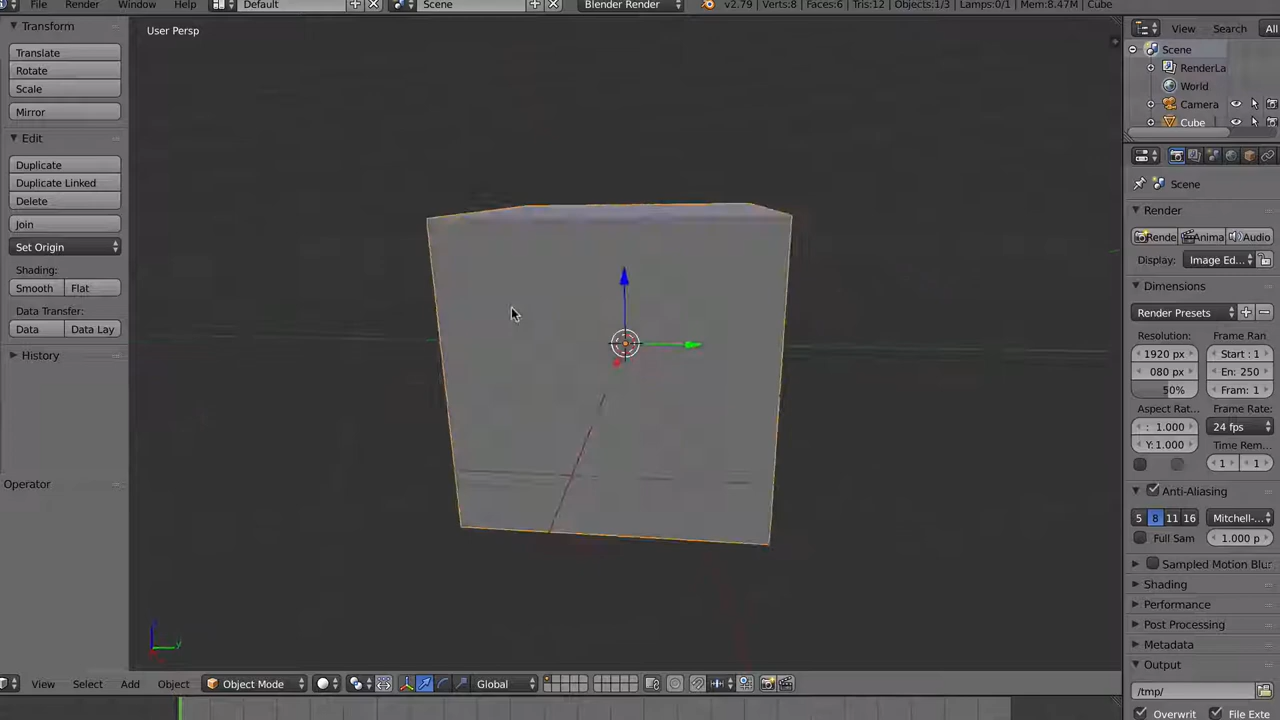 File Render Window Help Default Scene Blender Render v2.79 | Verts:8 | Faces:6 | Tris:12 | Objects:1/3 | Lamps:0/1 | Mem:8.47M | Cube
Transform
Translate
Rotate
Scale
Mirror
Edit
Duplicate
Duplicate Linked
Delete
Join
Set Origin
Shading:
Smooth Flat
Data Transfer:
Data Data Lay
History
Operator
User Persp
z
y
View Select Add Object Object Mode Global
View Search All
Scene
RenderLa
World
Camera
Cube
Scene
Render
Rende Anima Audio
Display: Image Ed...
Dimensions
Render Presets
Resolution: Frame Ran
1920 px Start : 1
080 px En: 250
50% Fram: 1
Aspect Rat... Frame Rate:
: 1.000 24 fps
Y:1.000 Time Rem...
1 1
Anti-Aliasing
5 8 11 16 Mitchell-...
Full Sam 1.000 p
Sampled Motion Blur
Shading
Performance
Post Processing
Metadata
Output
/tmp/
Overwrit File Exte